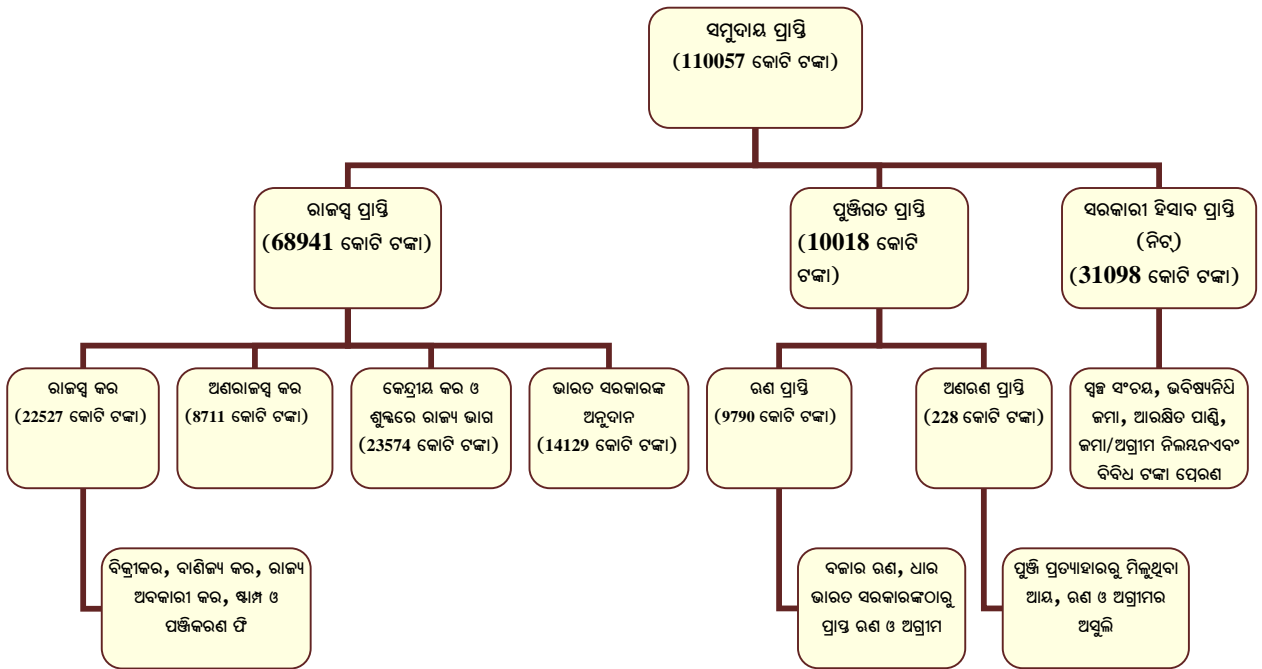 ସମୁଦାୟ ପ୍ରାପ୍ତି
(110057 କୋଟି ଟଙ୍କା)
ରାଜସ୍ୱ ପ୍ରାପ୍ତି
(68941 କୋଟି ଟଙ୍କା)
ପୁଞ୍ଜିଗତ ପ୍ରାପ୍ତି
(10018 କୋଟି
ଟଙ୍କା)
ସରକାରୀ ହିସାବ ପ୍ରାପ୍ତି
(ନିଟ୍)
(31098 କୋଟି ଟଙ୍କା)
ରାଜସ୍ୱ କର
(22527 କୋଟି ଟଙ୍କା)
ଅଣରାଜସ୍ୱ କର
(8711 କୋଟି ଟଙ୍କା)
କେନ୍ଦ୍ରୀୟ କର ଓ
ଶୁଳ୍କରେ ରାଜ୍ୟ ଭାଗ
(23574 କୋଟି ଟଙ୍କା)
ଭାରତ ସରକାରଙ୍କ
ଅନୁଦାନ
(14129 କୋଟି ଟଙ୍କା)
ଋଣ ପ୍ରାପ୍ତି
(9790 କୋଟି ଟଙ୍କା)
ଅଣଋଣ ପ୍ରାପ୍ତି
(228 କୋଟି ଟଙ୍କା)
ସ୍ୱଳ୍ପ ସଂଚୟ, ଭବିଷ୍ୟନିଧି
ଜମା, ଆରକ୍ଷିତ ପାଣ୍ଠି,
ଜମା/ଅଗ୍ରୀମ ନିଲମ୍ବନଏବଂ
ବିବିଧ ଟଙ୍କା ପ୍ରେରଣ
ବିକ୍ରୀକର, ବାଣିଜ୍ୟ କର, ରାଜ୍ୟ
ଅବକାରୀ କର, ଷ୍ଟାମ୍ପ ଓ
ପଞ୍ଜିକରଣ ଫି
ବଜାର ଋଣ, ଧାର
ଭାରତ ସରକାରଙ୍କଠାରୁ
ପ୍ରାପ୍ତ ଋଣ ଓ ଅଗ୍ରୀମ
ପୁଞ୍ଜି ପ୍ରତ୍ୟାହାରରୁ ମିଳୁଥିବା
ଆୟ, ଋଣ ଓ ଅଗ୍ରୀମର
ଅସୁଲି